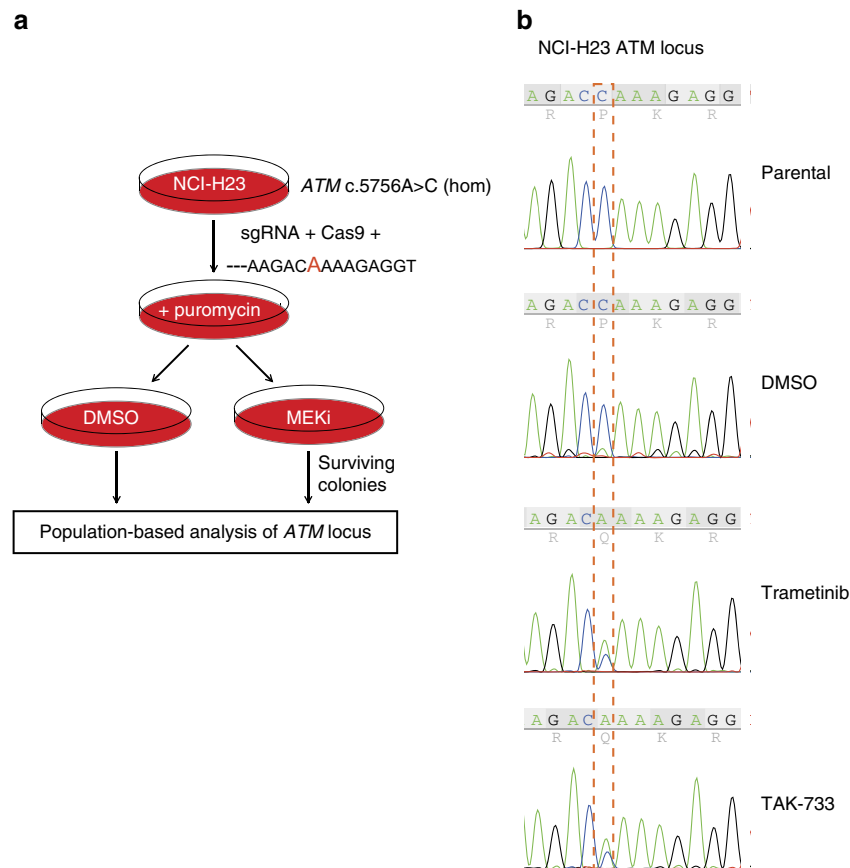 a
NCI-H23
ATM c.5756A>C (hom)
sgRNA + Cas9 +
---AAGACAAAAGAGGT
+ puromycin
DMSO
MEKi
Surviving
colonies
Population-based analysis of ATM locus
b
NCI-H23 ATM locus
A G A C C A A A G A G G
R P K R
Parental
A G A C C A A A G A G G
R P K R
DMSO
A G A C A A A A G A G G
R Q K R
Trametinib
A G A C A A A A G A G G
R Q K R
TAK-733